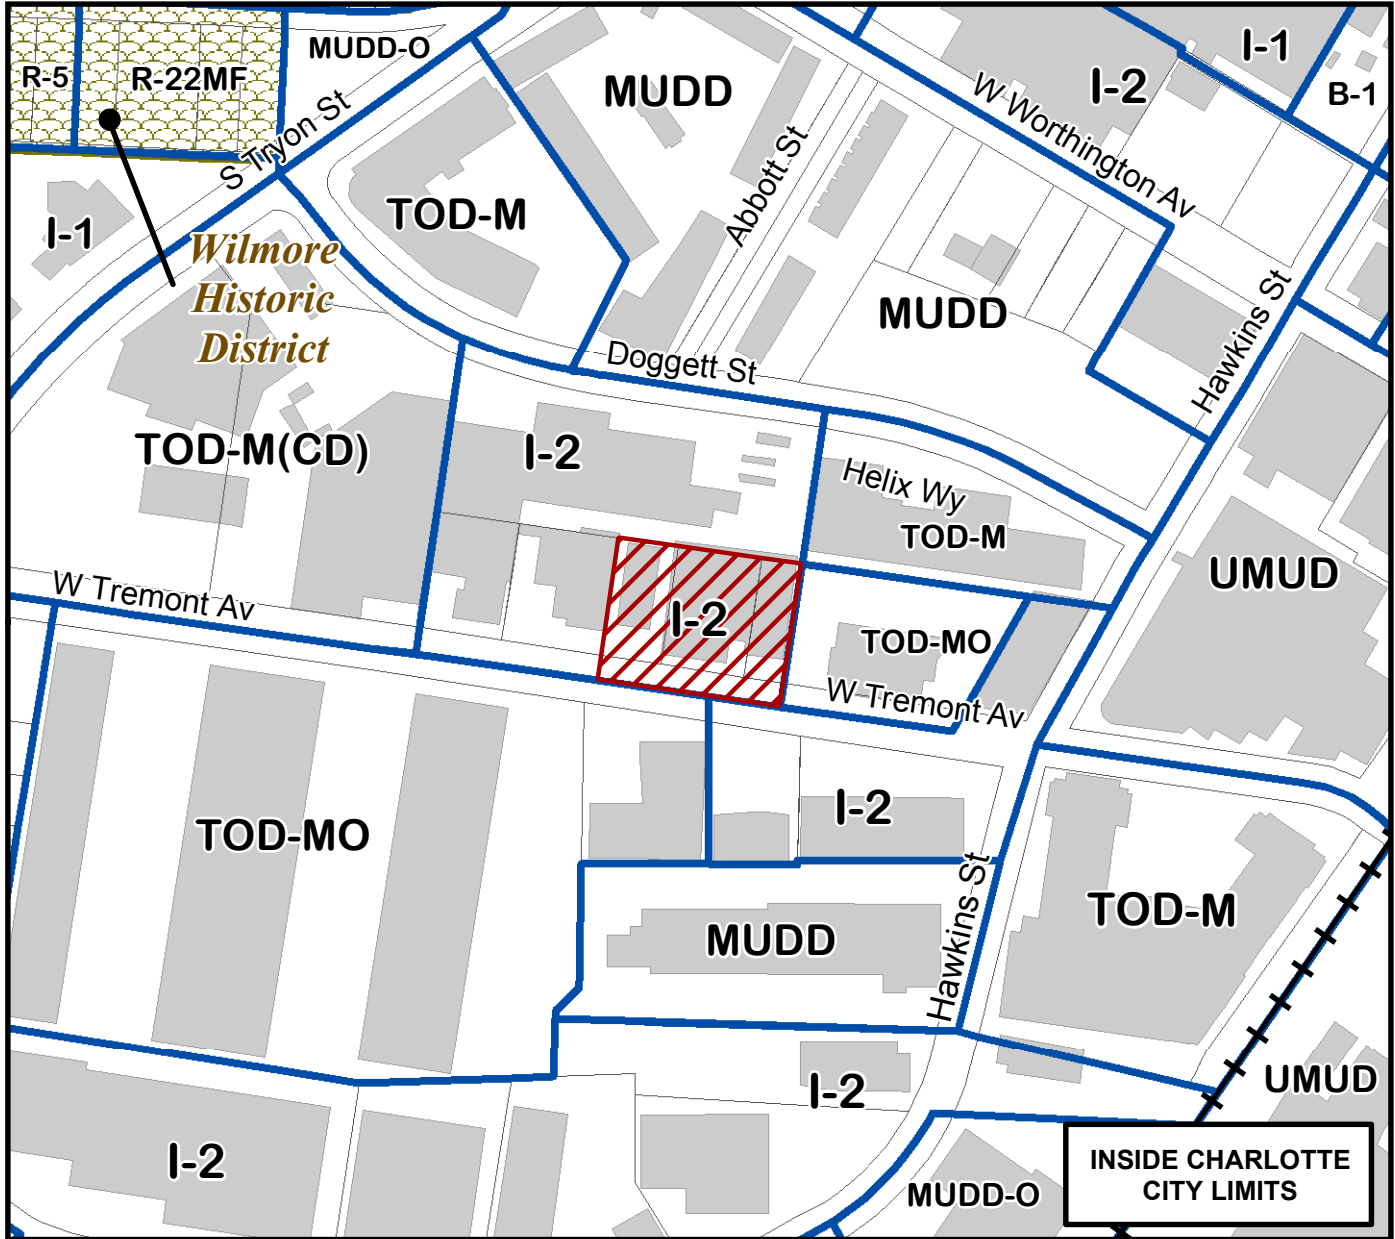 MUDD-O
I-1
R-5
R-22MF
MUDD
I-2
B-1
W Worthington Av
S Tryon St
Abbott St
I-1
TOD-M
Wilmore
Historic
District
MUDD
Hawkins St
Doggett St
TOD-M(CD)
I-2
Helix Wy
TOD-M
UMUD
W Tremont Av
I-2
TOD-MO
W Tremont Av
TOD-MO
I-2
TOD-M
MUDD
Hawkins St
I-2
UMUD
I-2
MUDD-O
INSIDE CHARLOTTE
CITY LIMITS